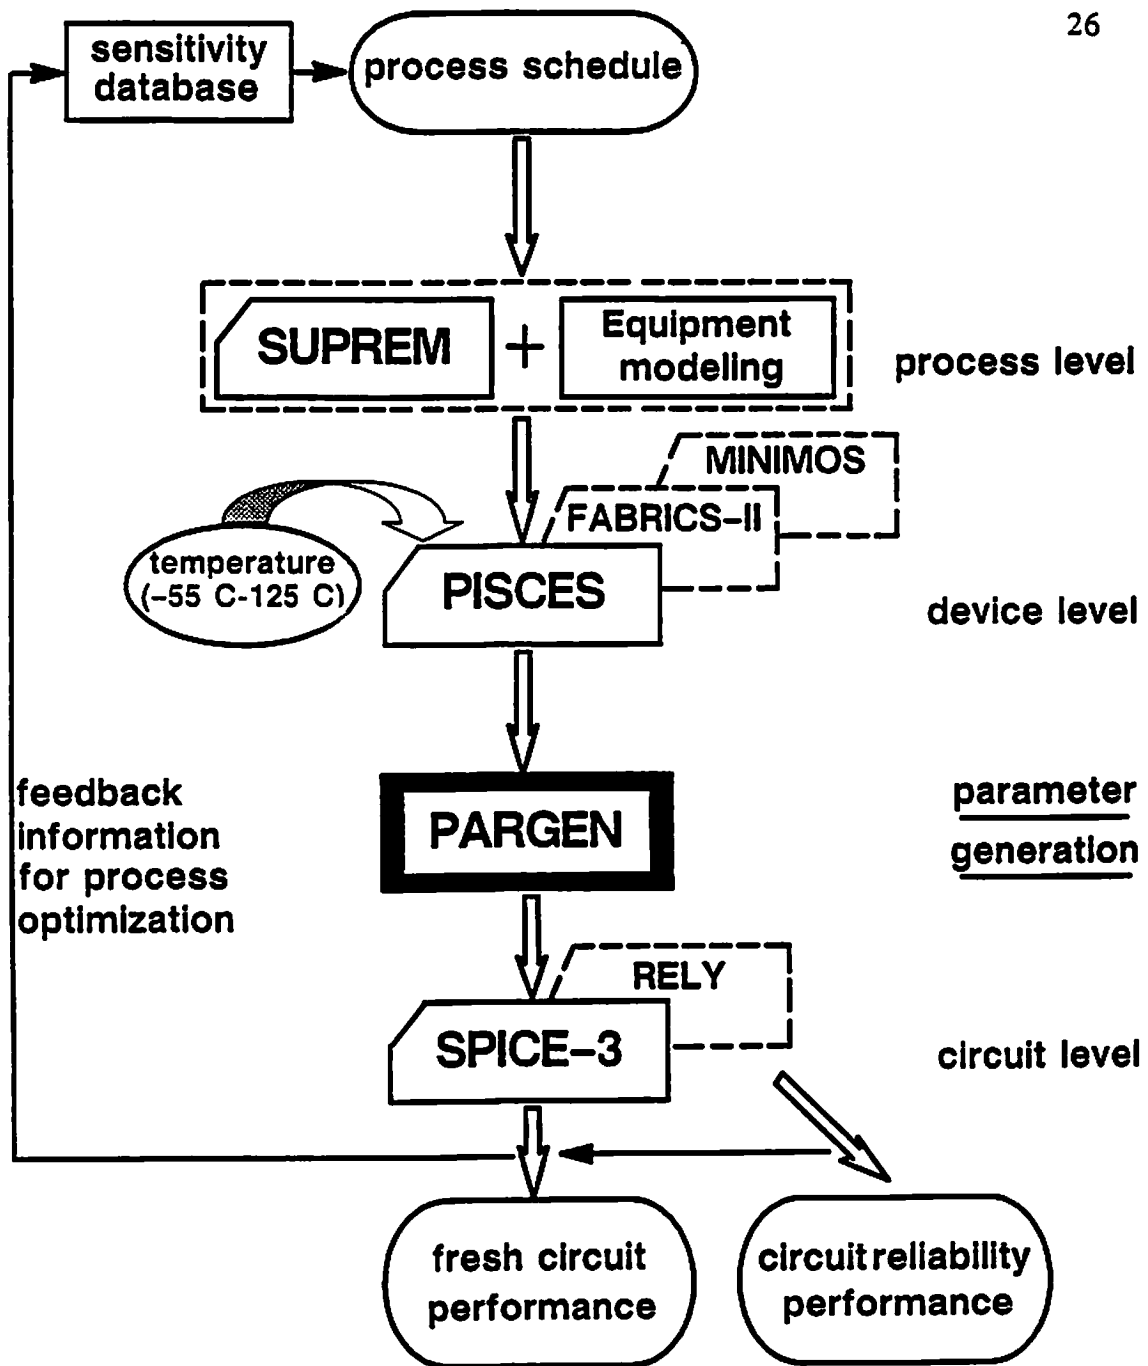 26
sensitivity
database
process schedule
SUPREM
+
Equipment
modeling
process level
MINIMOS
FABRICS-II
temperature
(-55 C-125 C)
PISCES
device level
feedback
information
for process
optimization
PARGEN
parameter
generation
RELY
SPICE-3
circuit level
fresh circuit
performance
circuit reliability
performance